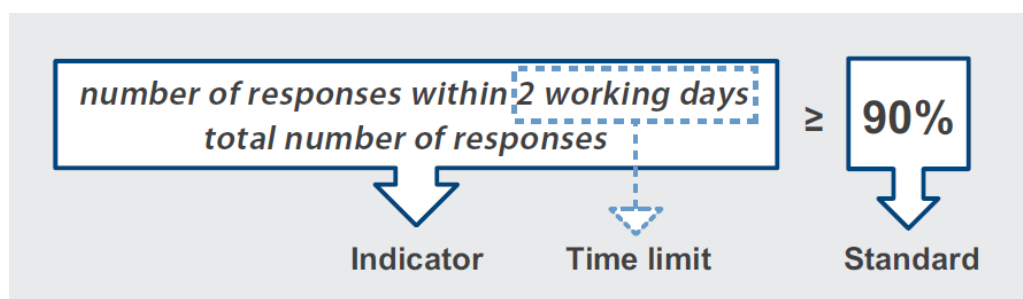 number of responses within 2 working days
total number of responses
≥ 90%
Indicator Time limit Standard